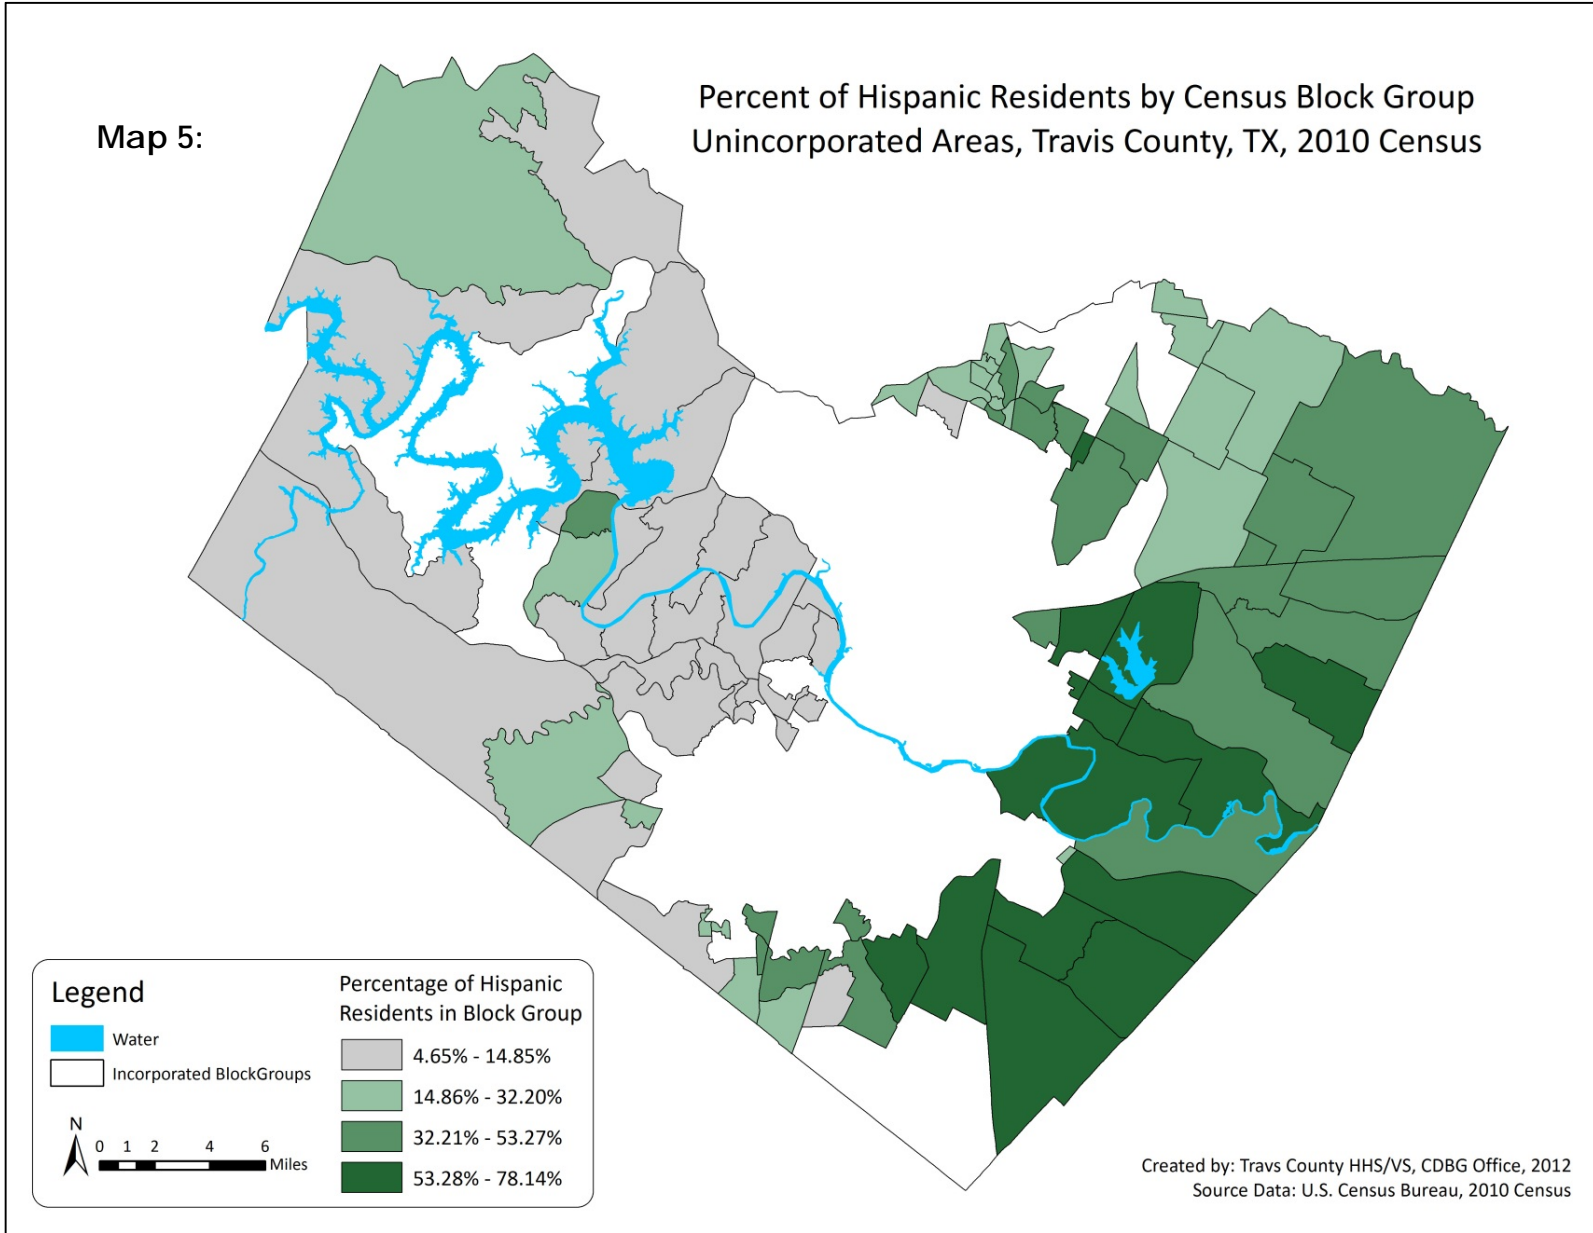 Map 5:
Percent of Hispanic Residents by Census Block Group
Unincorporated Areas, Travis County, TX, 2010 Census
Legend
Water
Incorporated BlockGroups
N
0 1 2 4 6
Miles
Percentage of Hispanic
Residents in Block Group
4.65% - 14.85%
14.86% - 32.20%
32.21% - 53.27%
53.28% - 78.14%
Created by: Travs County HHS/VS, CDBG Office, 2012
Source Data: U.S. Census Bureau, 2010 Census